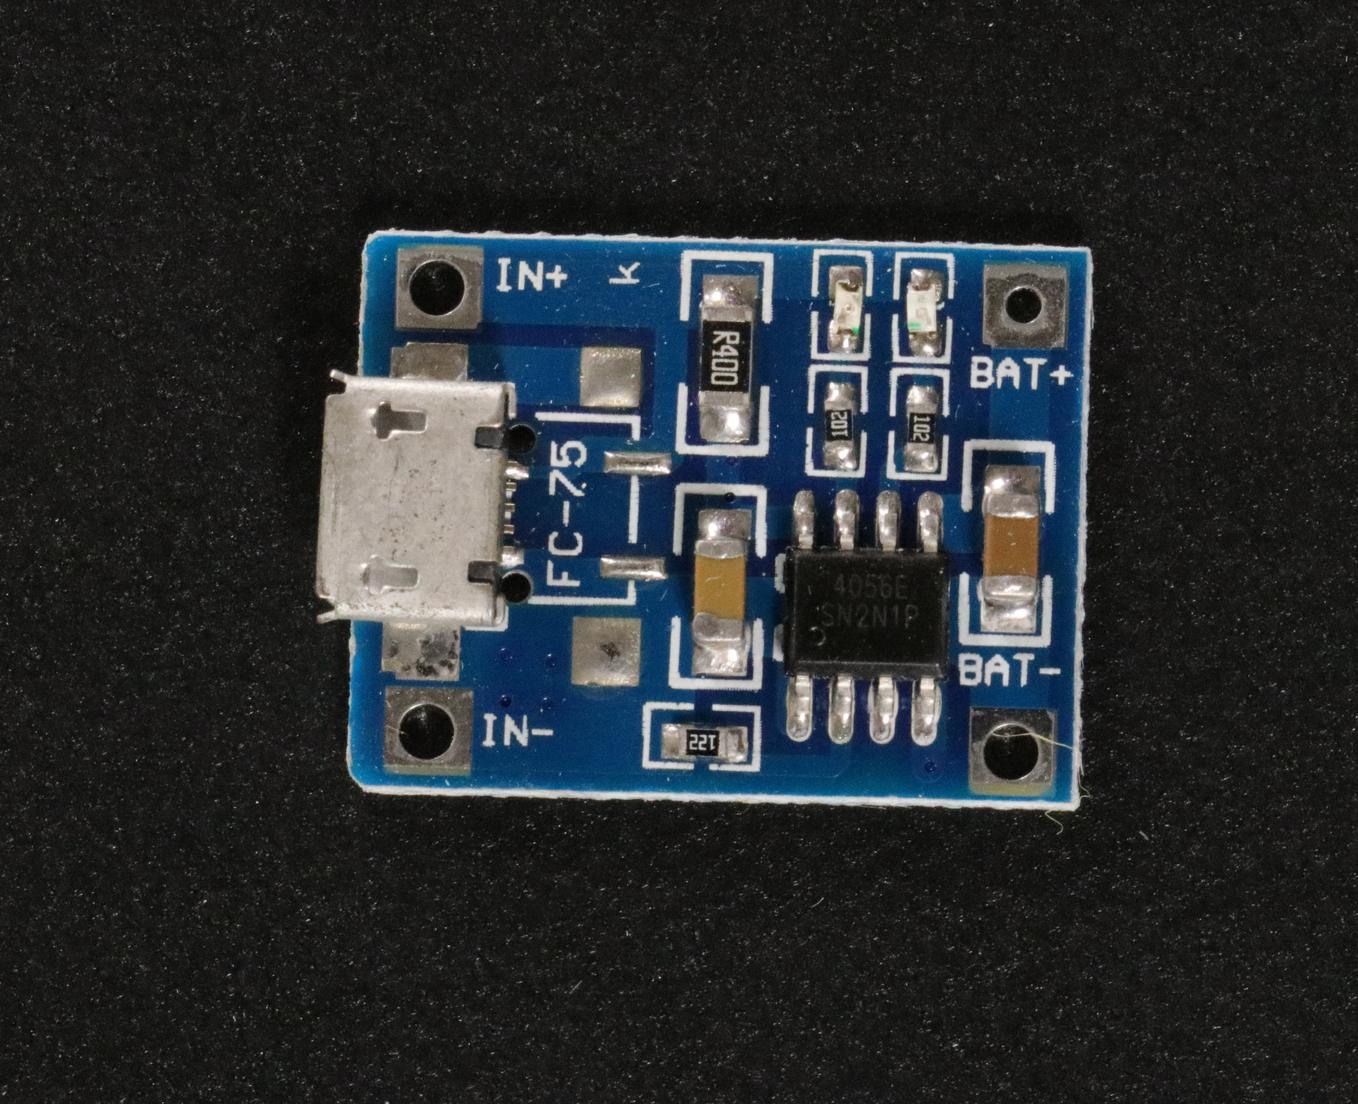 IN+
K
R400
102
102
BAT+
FC-75
4056E
SN2N1P
BAT-
IN-
122